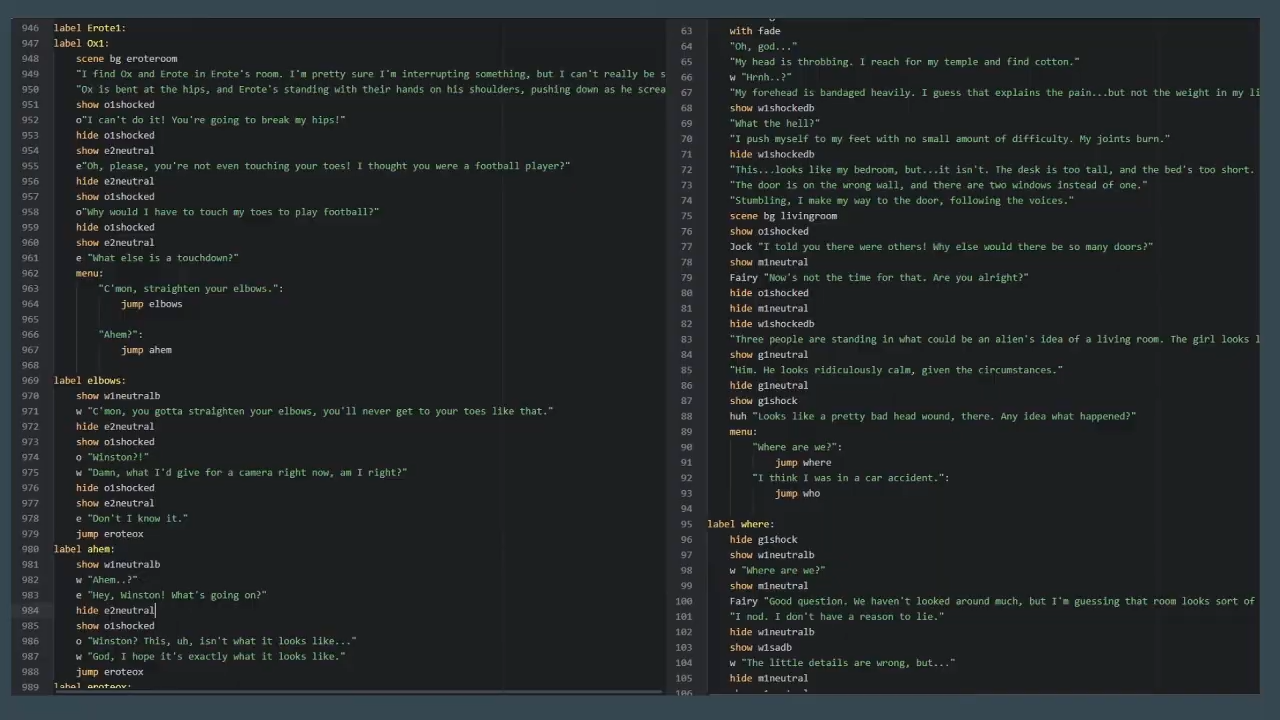 946 label Erote1:
947 label Ox1:
948 scene bg eroteroom
949 "I find Ox and Erote in Erote's room. I'm pretty sure I'm interrupting something, but I can't really be s
950 "Ox is bent at the hips, and Erote's standing with their hands on his shoulders, pushing down as he screa
951 show o1shocked
952 o"I can't do it! You're going to break my hips!"
953 hide o1shocked
954 show e2neutral
955 e"Oh, please, you're not even touching your toes! I thought you were a football player?"
956 hide e2neutral
957 show o1shocked
958 o"Why would I have to touch my toes to play football?"
959 hide o1shocked
960 show e2neutral
961 e "What else is a touchdown?"
962 menu:
963 "C'mon, straighten your elbows.":
964 jump elbows
965
966 "Ahem?":
967 jump ahem
968
969 label elbows:
970 show w1neutralb
971 w "C'mon, you gotta straighten your elbows, you'll never get to your toes like that."
972 hide e2neutral
973 show o1shocked
974 o "Winston?!"
975 w "Damn, what I'd give for a camera right now, am I right?"
976 hide o1shocked
977 show e2neutral
978 e "Don't I know it."
979 jump eroteox
980 label ahem:
981 show w1neutralb
982 w "Ahem..?"
983 e "Hey, Winston! What's going on?"
984 hide e2neutral
985 show o1shocked
986 o "Winston? This, uh, isn't what it looks like..."
987 w "God, I hope it's exactly what it looks like."
988 jump eroteox
989 label eroteox:
63 with fade
64 "Oh, god..."
65 "My head is throbbing. I reach for my temple and find cotton."
66 w "Hrnh..?"
67 "My forehead is bandaged heavily. I guess that explains the pain...but not the weight in my li
68 show w1shockedb
69 "What the hell?"
70 "I push myself to my feet with no small amount of difficulty. My joints burn."
71 hide w1shockedb
72 "This...looks like my bedroom, but...it isn't. The desk is too tall, and the bed's too short.
73 "The door is on the wrong wall, and there are two windows instead of one."
74 "Stumbling, I make my way to the door, following the voices."
75 scene bg livingroom
76 show o1shocked
77 Jock "I told you there were others! Why else would there be so many doors?"
78 show m1neutral
79 Fairy "Now's not the time for that. Are you alright?"
80 hide o1shocked
81 hide m1neutral
82 hide w1shockedb
83 "Three people are standing in what could be an alien's idea of a living room. The girl looks l
84 show g1neutral
85 "Him. He looks ridiculously calm, given the circumstances."
86 hide g1neutral
87 show g1shock
88 huh "Looks like a pretty bad head wound, there. Any idea what happened?"
89 menu:
90 "Where are we?":
91 jump where
92 "I think I was in a car accident.":
93 jump who
94
95 label where:
96 hide g1shock
97 show w1neutralb
98 w "Where are we?"
99 show m1neutral
100 Fairy "Good question. We haven't looked around much, but I'm guessing that room looks sort of
101 "I nod. I don't have a reason to lie."
102 hide w1neutralb
103 show w1sadb
104 w "The little details are wrong, but..."
105 hide m1neutral
106